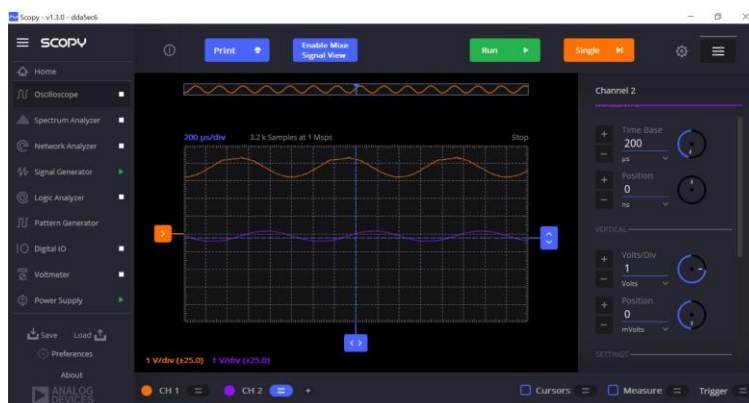 Scopy - v1.3.0 - dda5ec6
SCOPY
Print
Enable Mixe
Signal View
Run
Single
Home
Oscilloscope
Spectrum Analyzer
Network Analyzer
Signal Generator
Logic Analyzer
Pattern Generator
Digital IO
Voltmeter
Power Supply
Save Load
Preferences
About
ANALOG
DEVICES
200 µs/div 3.2 k Samples at 1 Msps Stop
1 V/div (±25.0) 1 V/div (±25.0)
CH 1
CH 2
+
Cursors
Measure
Trigger
Channel 2
Time Base
200
µs
Position
0
ns
VERTICAL
Volts/Div
1
Volts
Position
0
mVolts
SETTINGS